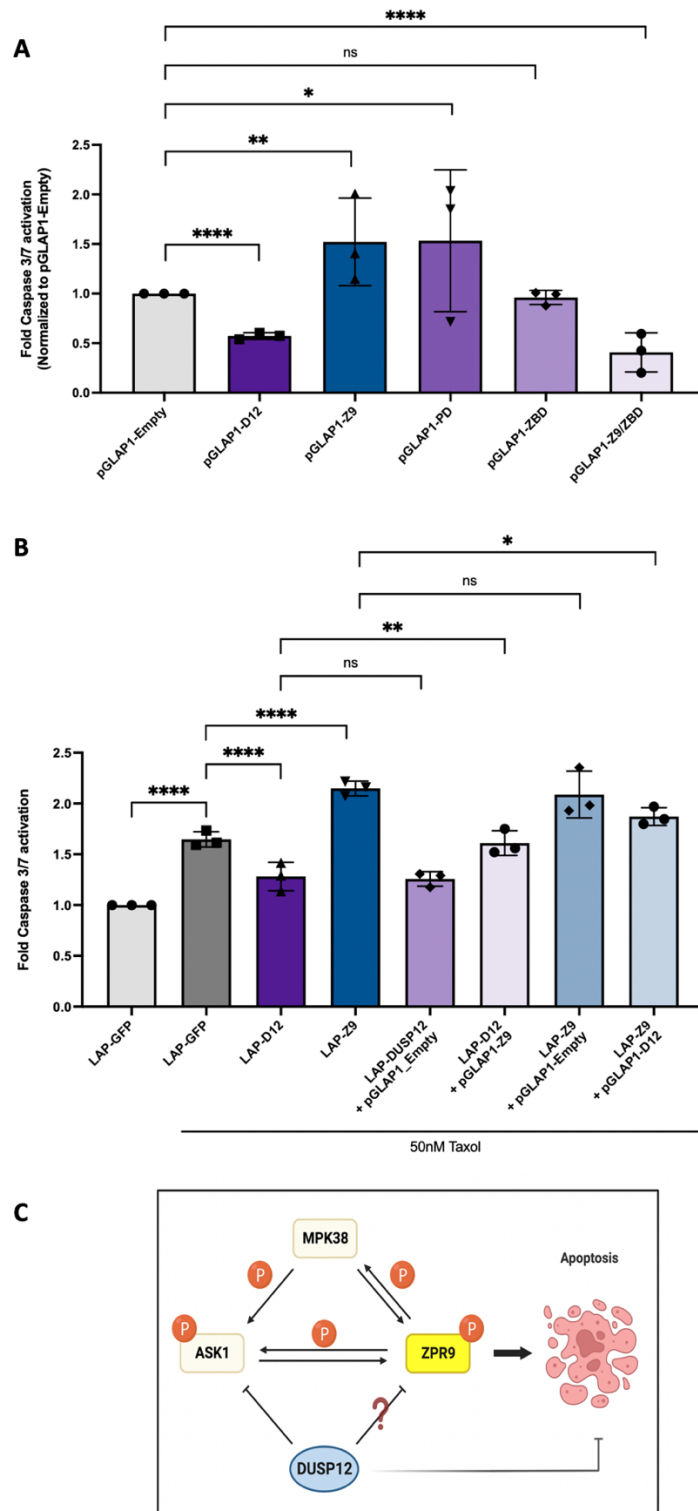 A
****
ns
*
**
****
Fold Caspase 3/7 activation
(Normalized to pGLAP1-Empty)
2.5
2.0
1.5
1.0
0.5
0.0
pGLAP1-Empty
pGLAP1-D12
pGLAP1-Z9
pGLAP1-PD
pGLAP1-ZBD
pGLAP1-Z9/ZBD
B
*
ns
**
ns
****
****
****
Fold Caspase 3/7 activation
2.5
2.0
1.5
1.0
0.5
0.0
LAP-GFP
LAP-GFP
LAP-D12
LAP-Z9
LAP-DUSP12
+ pGLAP1_Empty
LAP-D12
+ pGLAP1-Z9
LAP-Z9
+ pGLAP1-Empty
LAP-Z9
+ pGLAP1-D12
50nM Taxol
C
MPK38
Apoptosis
P
P
P
P
P
ASK1
ZPR9
?
DUSP12